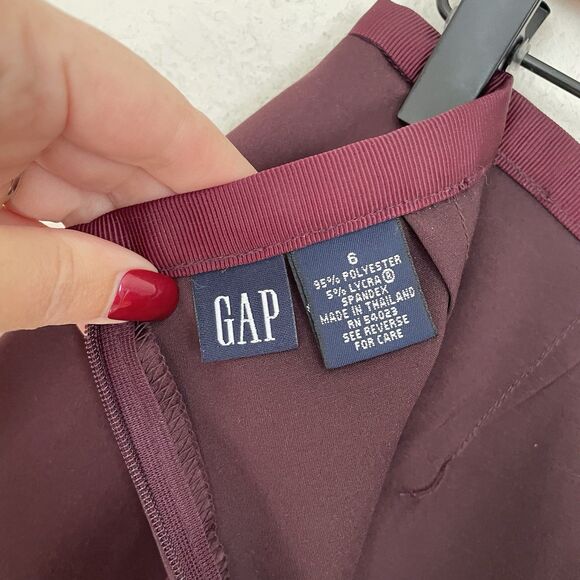 GAP
6
95% POLYESTER
5% LYCRA®
SPANDEX
MADE IN THAILAND
RN 54023
SEE REVERSE
FOR CARE